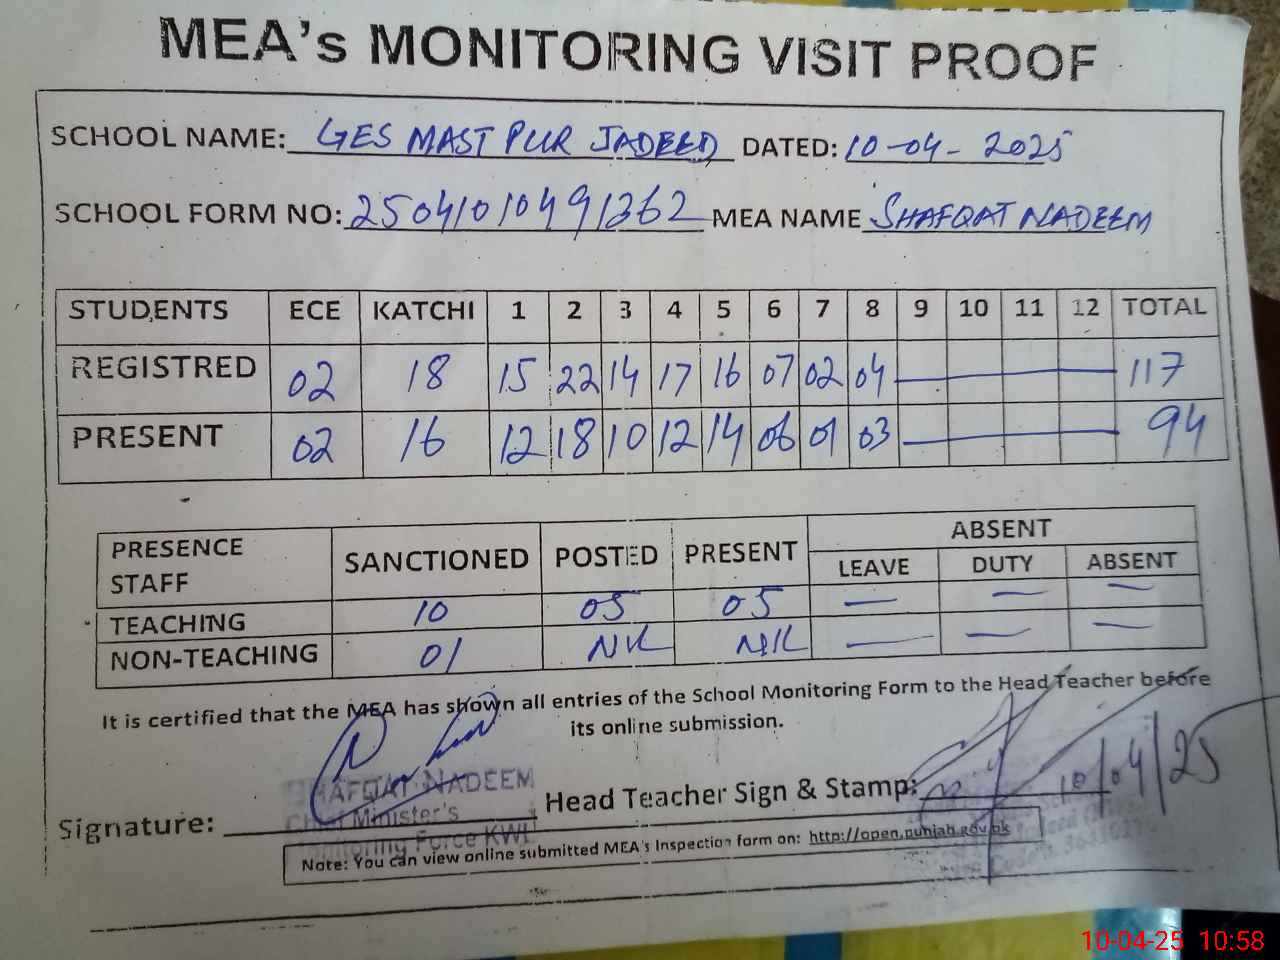 MEA's MONITORING VISIT PROOF
SCHOOL NAME: GES MAST PUR JADEED DATED: 10-04-2025
SCHOOL FORM NO: 25041010491362 MEA NAME SHAFQAT NADEEM
STUDENTS ECE KATCHI 1 2 3 4 5 6 7 8 9 10 11 12 TOTAL
REGISTRED 02 18 15 22 14 17 16 07 02 04 — 117
PRESENT 02 16 12 18 10 12 14 06 01 03 — 94
PRESENCE STAFF SANCTIONED POSTED PRESENT ABSENT
LEAVE DUTY ABSENT
TEACHING 10 05 05 — — —
NON-TEACHING 01 NIL NIL — — —
It is certified that the MEA has shown all entries of the School Monitoring Form to the Head Teacher before
its online submission.
SHAFQAT NADEEM
Chief Minister's
Monitoring Force KWL
Signature: Head Teacher Sign & Stamp: 10/04/25
Note: You can view online submitted MEA's Inspection form on: http://open.punjab.gov.pk
10-04-25 10:58